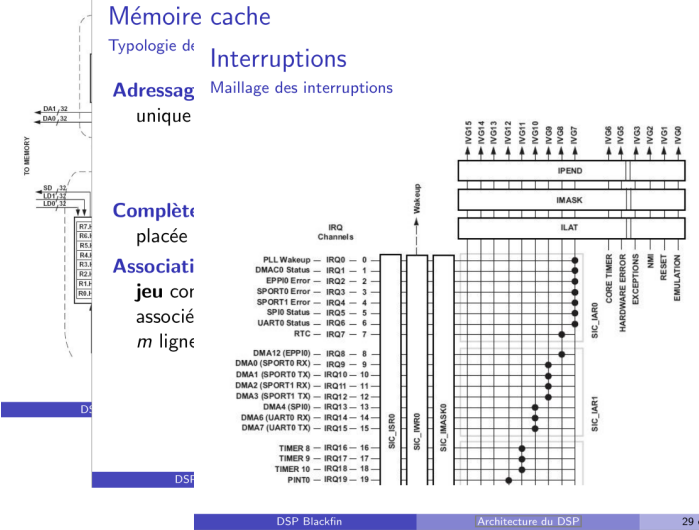 DA1 32
DA0 32
TO MEMORY
SD 32
LD1 32
LD0 32
R7.H
R6.H
R5.H
R4.H
R3.H
R2.H
R1.H
R0.H
Mémoire cache
Typologie de
Adressag
unique
Complète
placée
Associati
jeu cor
associé
m ligne
Interruptions
Maillage des interruptions
IVG15
IVG14
IVG13
IVG12
IVG11
IVG10
IVG9
IVG8
IVG7
IVG6
IVG5
IVG3
IVG2
IVG1
IVG0
IPEND
IMASK
ILAT
Wakeup
IRQ
Channels
CORE TIMER
HARDWARE ERROR
EXCEPTIONS
NMI
RESET
EMULATION
PLL Wakeup — IRQ0 — 0
DMAC0 Status — IRQ1 — 1
EPPI0 Error — IRQ2 — 2
SPORT0 Error — IRQ3 — 3
SPORT1 Error — IRQ4 — 4
SPI0 Status — IRQ5 — 5
UART0 Status — IRQ6 — 6
RTC — IRQ7 — 7
DMA12 (EPPI0) — IRQ8 — 8
DMA0 (SPORT0 RX) — IRQ9 — 9
DMA1 (SPORT0 TX) — IRQ10 — 10
DMA2 (SPORT1 RX) — IRQ11 — 11
DMA3 (SPORT1 TX) — IRQ12 — 12
DMA4 (SPI0) — IRQ13 — 13
DMA6 (UART0 RX) — IRQ14 — 14
DMA7 (UART0 TX) — IRQ15 — 15
TIMER 8 — IRQ16 — 16
TIMER 9 — IRQ17 — 17
TIMER 10 — IRQ18 — 18
PINT0 — IRQ19 — 19
SIC_ISR0
SIC_IWR0
SIC_IMASK0
SIC_IAR0
SIC_IAR1
DS
DSP
DSP Blackfin
Architecture du DSP
29